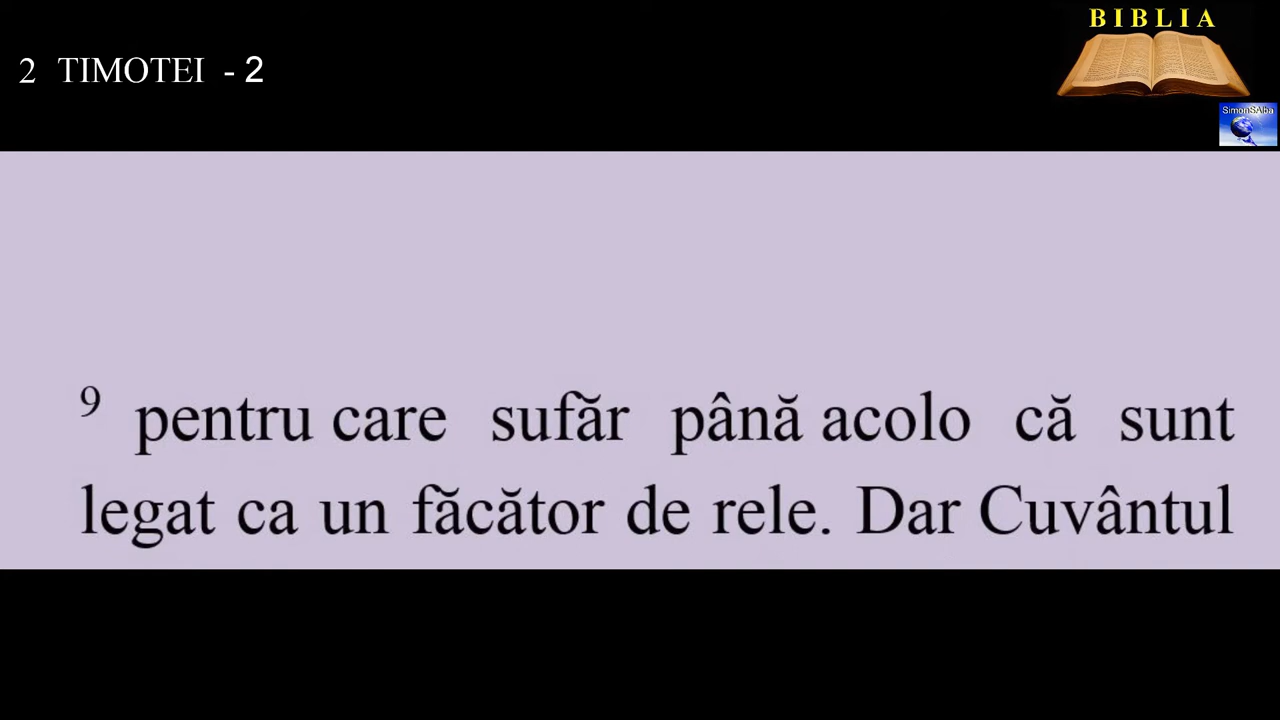 BIBLIA
2 TIMOTEI - 2
SimonSAlba
9 pentru care sufăr până acolo că sunt
legat ca un făcător de rele. Dar Cuvântul